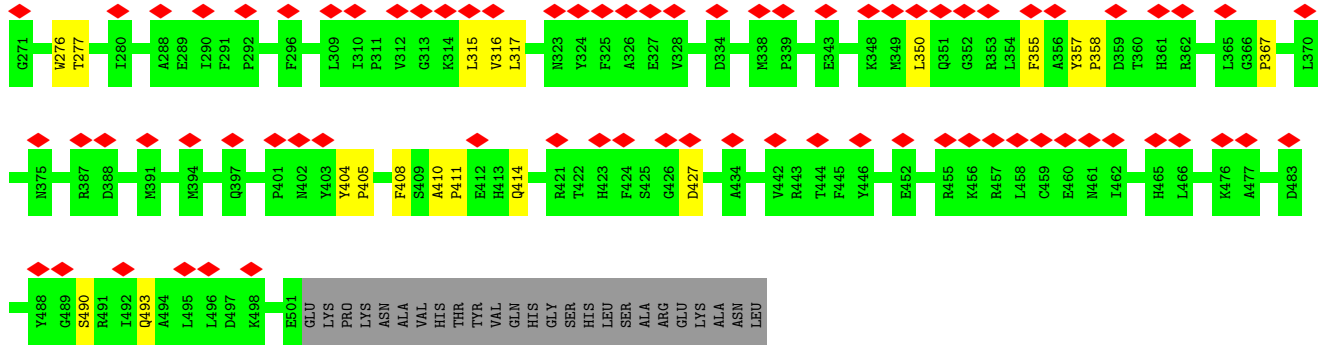 G271 W276 T277 I280 A288 E289 I290 F291 P292 F296 L309 I310 P311 V312 G313 K314 L315 V316 L317 N323 Y324 F325 A326 E327 V328 D334 M338 P339 E343 K348 M349 L350 Q351 G352 R353 L354 F355 A356 Y357 P358 D359 T360 H361 R362 L365 G366 P367 L370
N375 R387 D388 M391 M394 Q397 P401 N402 Y403 Y404 P405 F408 S409 A410 P411 E412 H413 Q414 R421 T422 H423 F424 S425 G426 D427 A434 V442 R443 T444 F445 Y446 E452 R455 K456 R457 L458 C459 E460 N461 I462 H465 L466 K476 A477 D483
Y488 G489 S490 R491 I492 Q493 A494 L495 L496 D497 K498 E501 GLU LYS PRO LYS ASN ALA VAL HIS THR TYR VAL GLN HIS GLY SER HIS LEU SER ALA ARG GLU LYS ALA ASN LEU